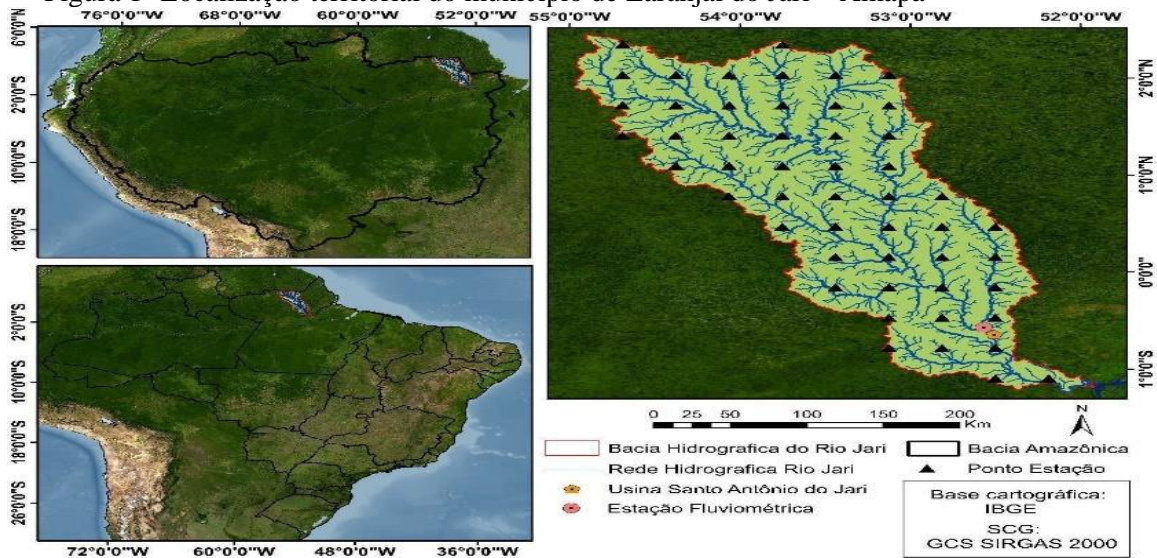 Figura 1- Localização territorial do município de Laranjal do Jari – Amapá
76°0'0"W 68°0'0"W 60°0'0"W 52°0'0"W
6°0'0"N
2°0'0"S
10°0'0"S
18°0'0"S
2°0'0"S
10°0'0"S
18°0'0"S
26°0'0"S
72°0'0"W 60°0'0"W 48°0'0"W 36°0'0"W
55°0'0"W 54°0'0"W 53°0'0"W 52°0'0"W
2°0'0"N
1°0'0"N
0°0'0"
1°0'0"S
0 25 50 100 150 200
Km
N
Bacia Hidrografica do Rio Jari
Rede Hidrografica Rio Jari
Usina Santo Antônio do Jari
Estação Fluviométrica
Bacia Amazônica
Ponto Estação
Base cartográfica:
IBGE
SCG:
GCS SIRGAS 2000